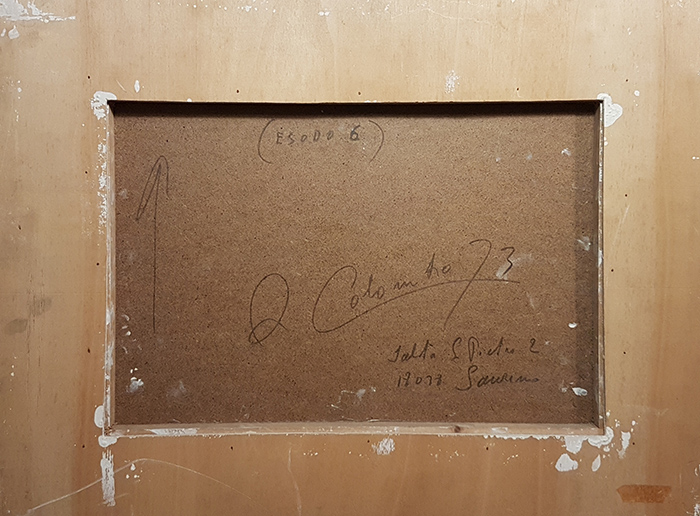 (ESODO 6)
Q Colombo 73
Salita S. Pietro 2
18038 Sanremo